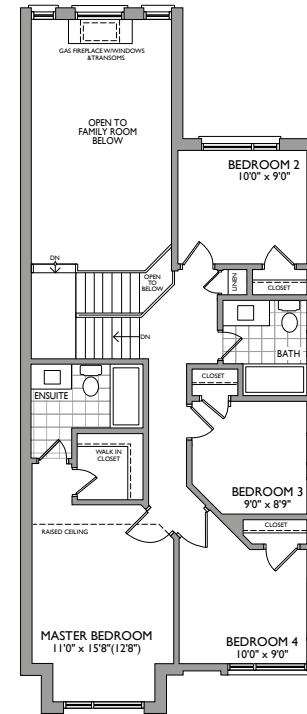 GAS FIREPLACE W/WINDOWS
&TRANSOMS
OPEN TO
FAMILY ROOM
BELOW
BEDROOM 2
10'0" x 9'0"
DN
OPEN
TO
BELOW
LINEN
CLOSET
DN
BATH
ENSUITE
CLOSET
WALK IN
CLOSET
BEDROOM 3
9'0" x 8'9"
RAISED CEILING
CLOSET
MASTER BEDROOM
11'0" x 15'8"(12'8")
BEDROOM 4
10'0" x 9'0"